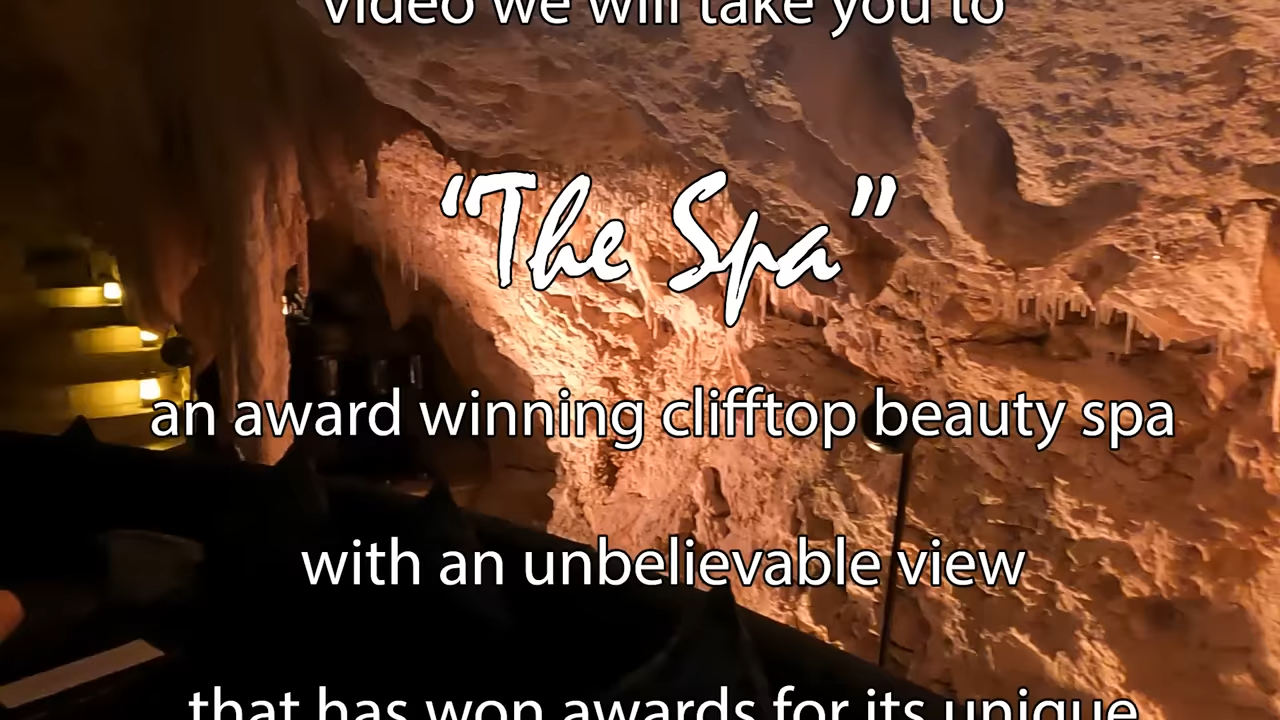 video we will take you to
“The Spa”
an award winning clifftop beauty spa
with an unbelievable view
that has won awards for its unique